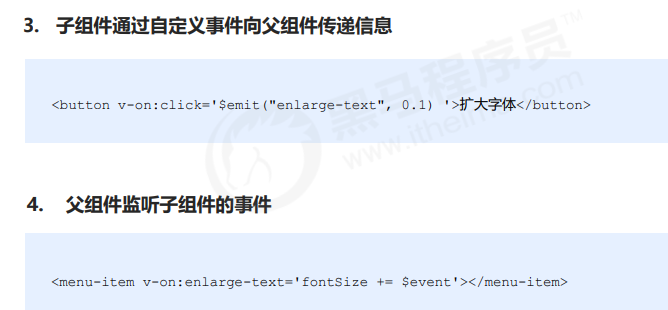 3. 子组件通过自定义事件向父组件传递信息
<button v-on:click='$emit("enlarge-text", 0.1) '>扩大字体</button>
黑马程序员™
www.itheima.com
4. 父组件监听子组件的事件
<menu-item v-on:enlarge-text='fontSize += $event'></menu-item>